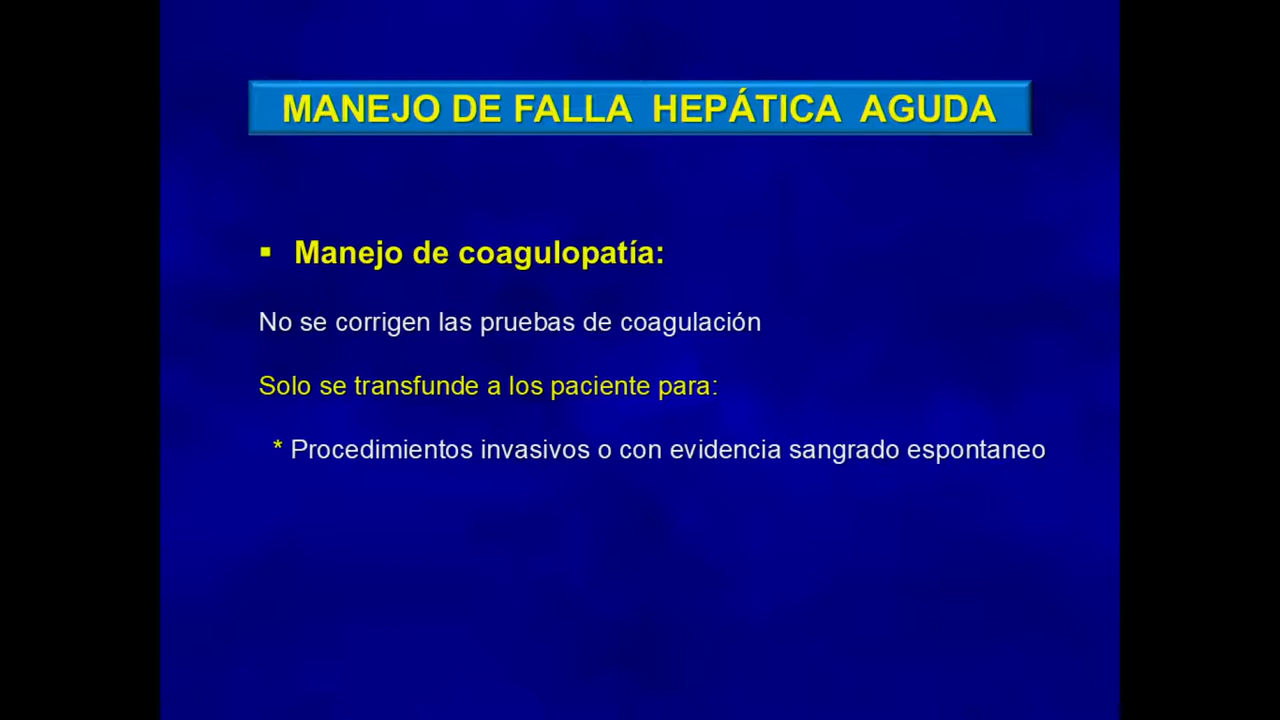 MANEJO DE FALLA HEPÁTICA AGUDA
▪ Manejo de coagulopatía:
No se corrigen las pruebas de coagulación
Solo se transfunde a los paciente para:
* Procedimientos invasivos o con evidencia sangrado espontaneo